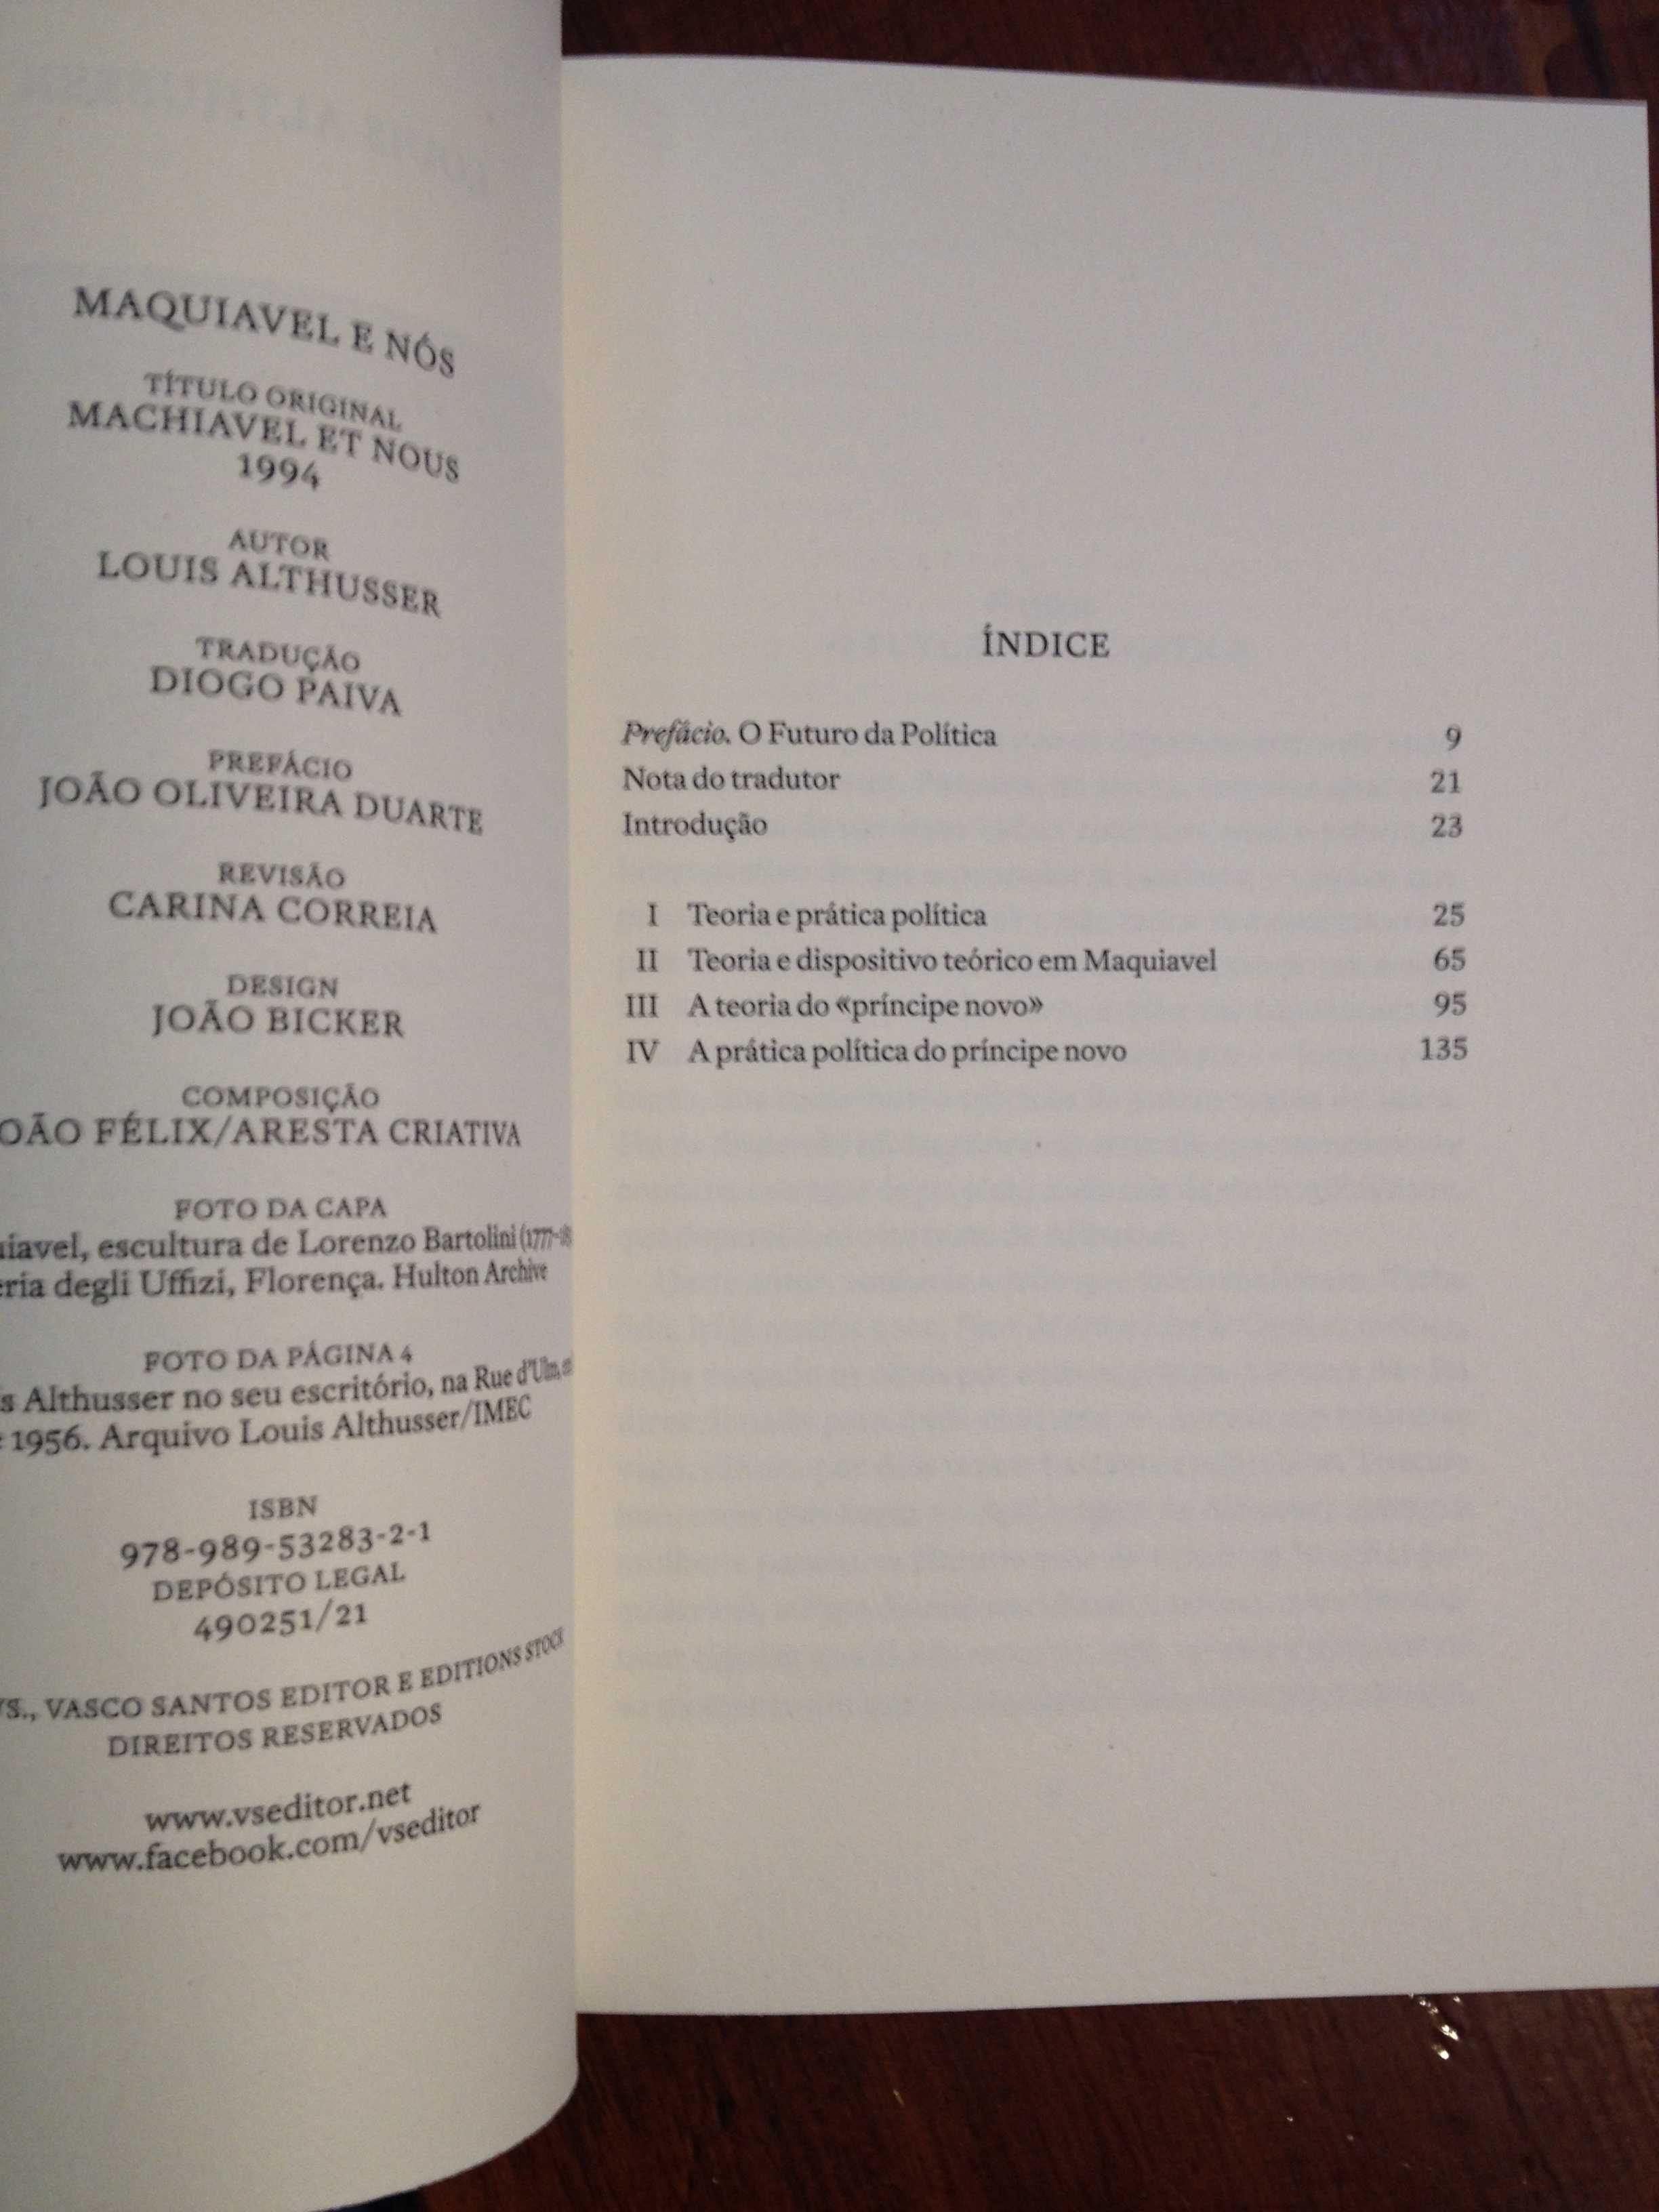 MAQUIAVEL E NÓS
TÍTULO ORIGINAL
MACHIAVEL ET NOUS
1994
AUTOR
LOUIS ALTHUSSER
TRADUÇÃO
DIOGO PAIVA
PREFÁCIO
JOÃO OLIVEIRA DUARTE
REVISÃO
CARINA CORREIA
DESIGN
JOÃO BICKER
COMPOSIÇÃO
OÃO FÉLIX/ARESTA CRIATIVA
FOTO DA CAPA
iavel, escultura de Lorenzo Bartolini (1777-
ria degli Uffizi, Florença. Hulton Archive
FOTO DA PÁGINA 4
s Althusser no seu escritório, na Rue d'Ulm,
1956. Arquivo Louis Althusser/IMEC
ISBN
978-989-53283-2-1
DEPÓSITO LEGAL
490251/21
VS., VASCO SANTOS EDITOR E EDITIONS STOCK
DIREITOS RESERVADOS
www.vseditor.net
www.facebook.com/vseditor
ÍNDICE
Prefácio. O Futuro da Política 9
Nota do tradutor 21
Introdução 23
I Teoria e prática política 25
II Teoria e dispositivo teórico em Maquiavel 65
III A teoria do «príncipe novo» 95
IV A prática política do príncipe novo 135